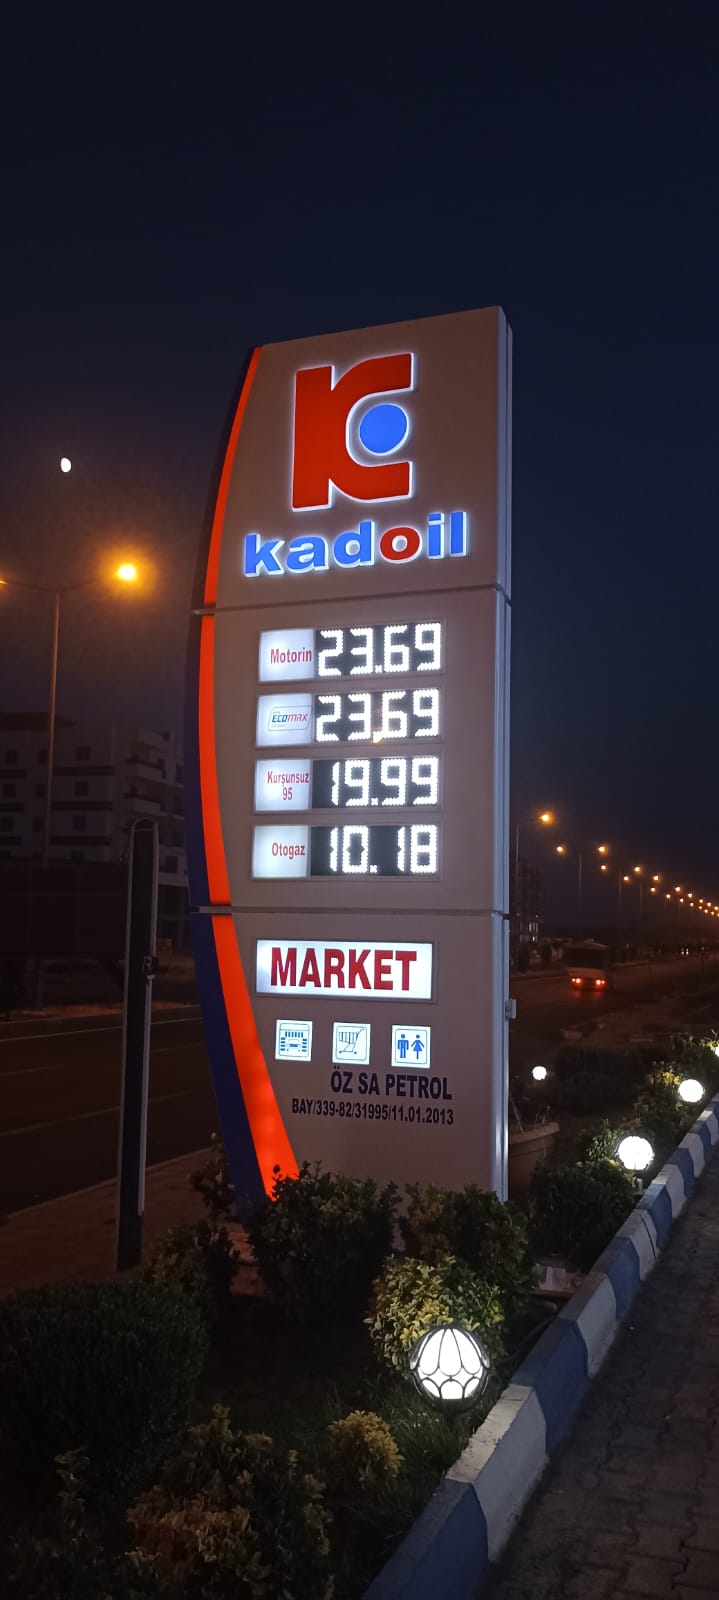 kadoil
Motorin 23.69
ECOMAX 23.69
Kurşunsuz 95 19.99
Otogaz 10.18
MARKET
ÖZ SA PETROL
BAY/339-82/31995/11.01.2013